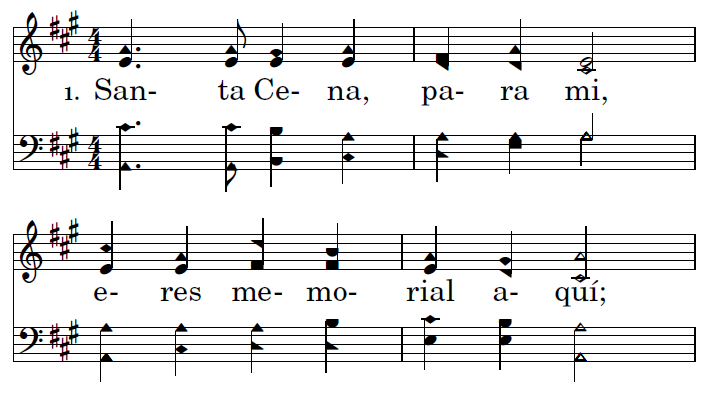 1. San- ta Ce- na, pa- ra mi,
e- res me- mo- rial a- quí;